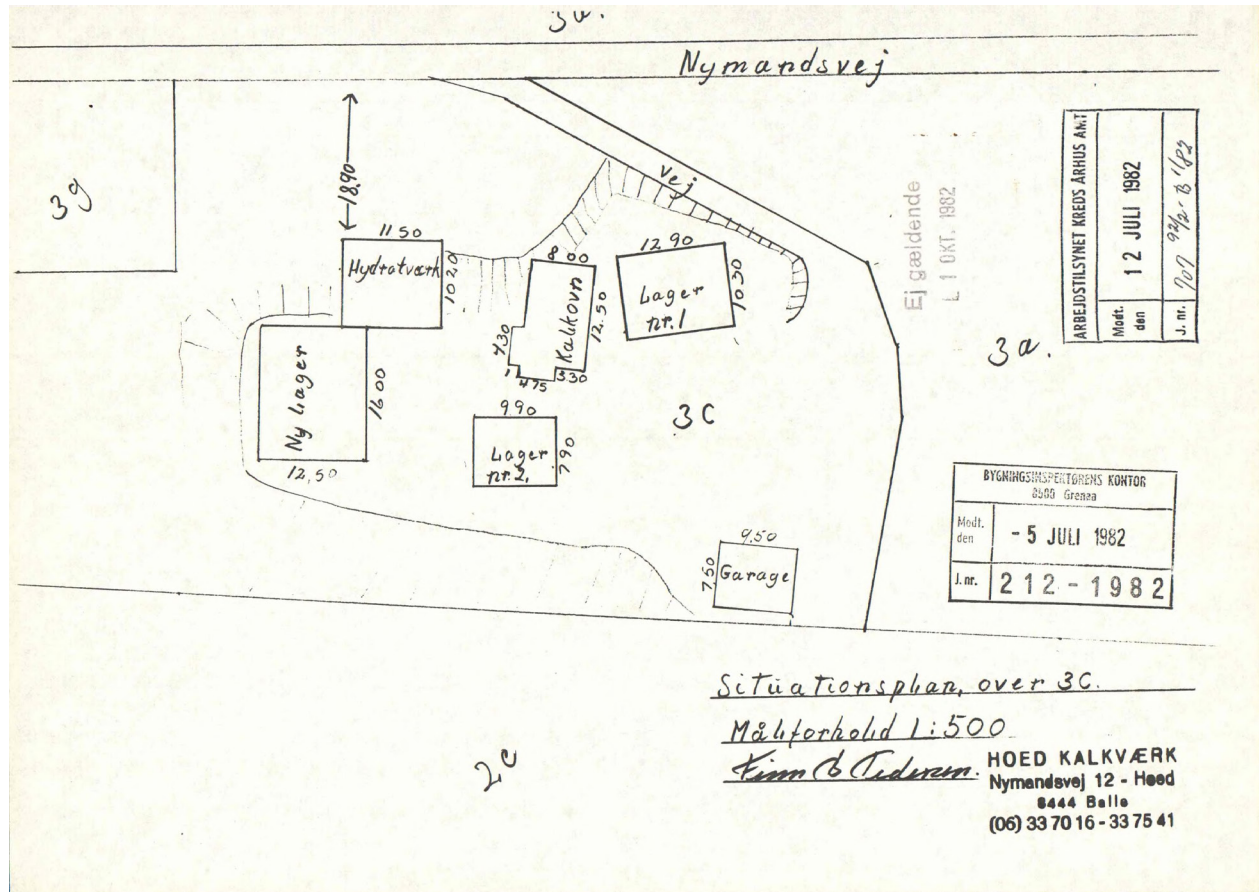 3a.
Nymandsvej
3g
18.90
vej
11 50
Hydratværk
10 20
8 00
Kalkovn
12,50
4 30
1
4 75
3 30
12 90
Lager
nr. 1
10 30
Ny Lager
16 00
12,50
9 90
Lager
nr. 2.
7 90
3C
3a.
9.50
7 50
Garage
2c
Ej gældende
1 OKT. 1982
ARBEJDSTILSYNET KREDS ÅRHUS AMT
Modt.
den
12 JULI 1982
J. nr.
BYGNINGSINSPEKTØRENS KONTOR
8500 Grenaa
Modt.
den
- 5 JULI 1982
J. nr.
212-1982
Situationsplan, over 3C.
Målforhold 1:500
HOED KALKVÆRK
Nymandsvej 12 - Hoed
8444 Balle
(06) 33 70 16 - 33 75 41